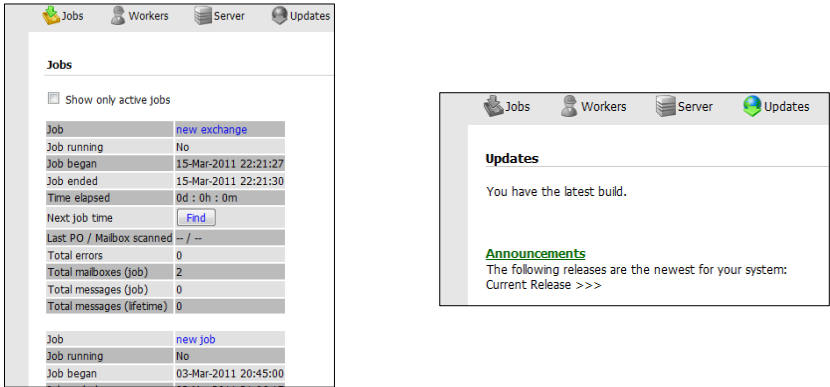 Jobs Workers Server Updates
Jobs
Show only active jobs
Job new exchange
Job running No
Job began 15-Mar-2011 22:21:27
Job ended 15-Mar-2011 22:21:30
Time elapsed 0d : 0h : 0m
Next job time Find
Last PO / Mailbox scanned -- / --
Total errors 0
Total mailboxes (job) 2
Total messages (job) 0
Total messages (lifetime) 0
Job new job
Job running No
Job began 03-Mar-2011 20:45:00
Jobs Workers Server Updates
Updates
You have the latest build.
Announcements
The following releases are the newest for your system:
Current Release >>>